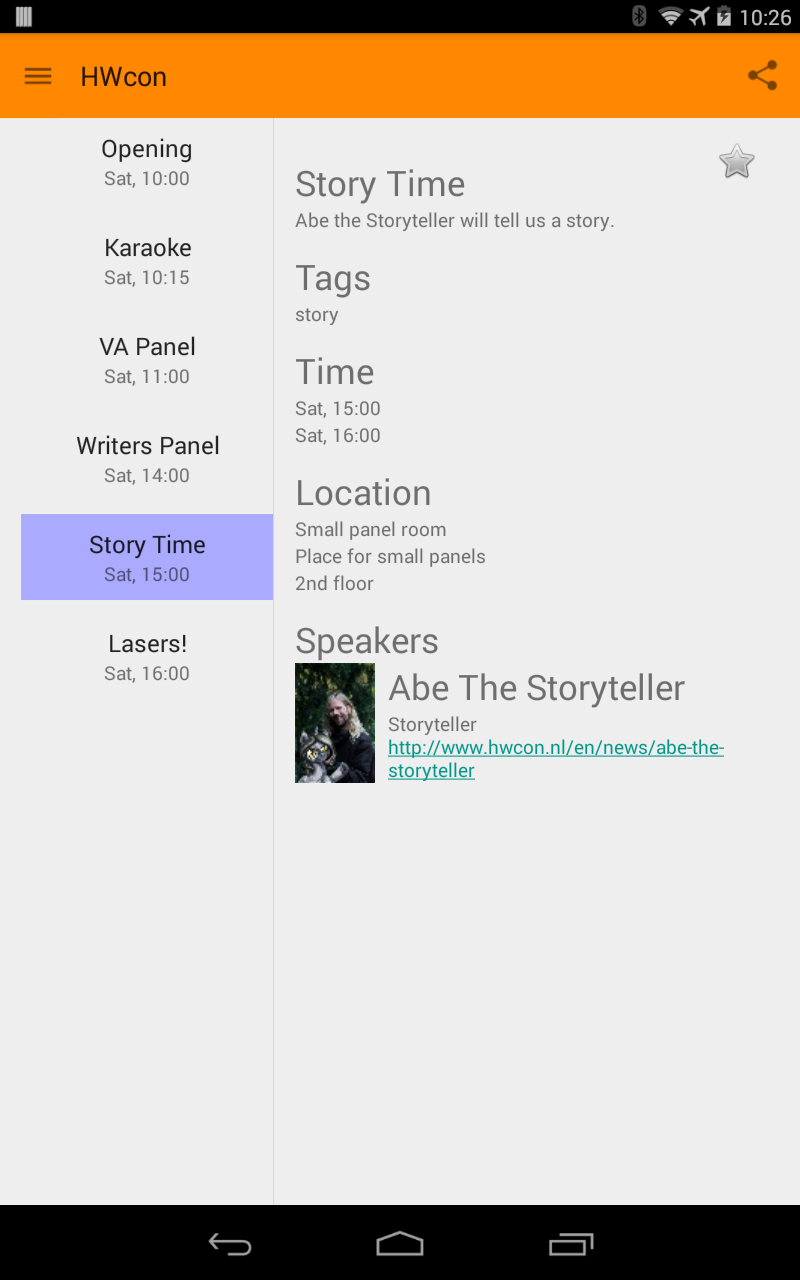 10:26
HWcon
Opening
Sat, 10:00
Karaoke
Sat, 10:15
VA Panel
Sat, 11:00
Writers Panel
Sat, 14:00
Story Time
Sat, 15:00
Lasers!
Sat, 16:00
Story Time
Abe the Storyteller will tell us a story.
Tags
story
Time
Sat, 15:00
Sat, 16:00
Location
Small panel room
Place for small panels
2nd floor
Speakers
Abe The Storyteller
Storyteller
http://www.hwcon.nl/en/news/abe-the-
storyteller